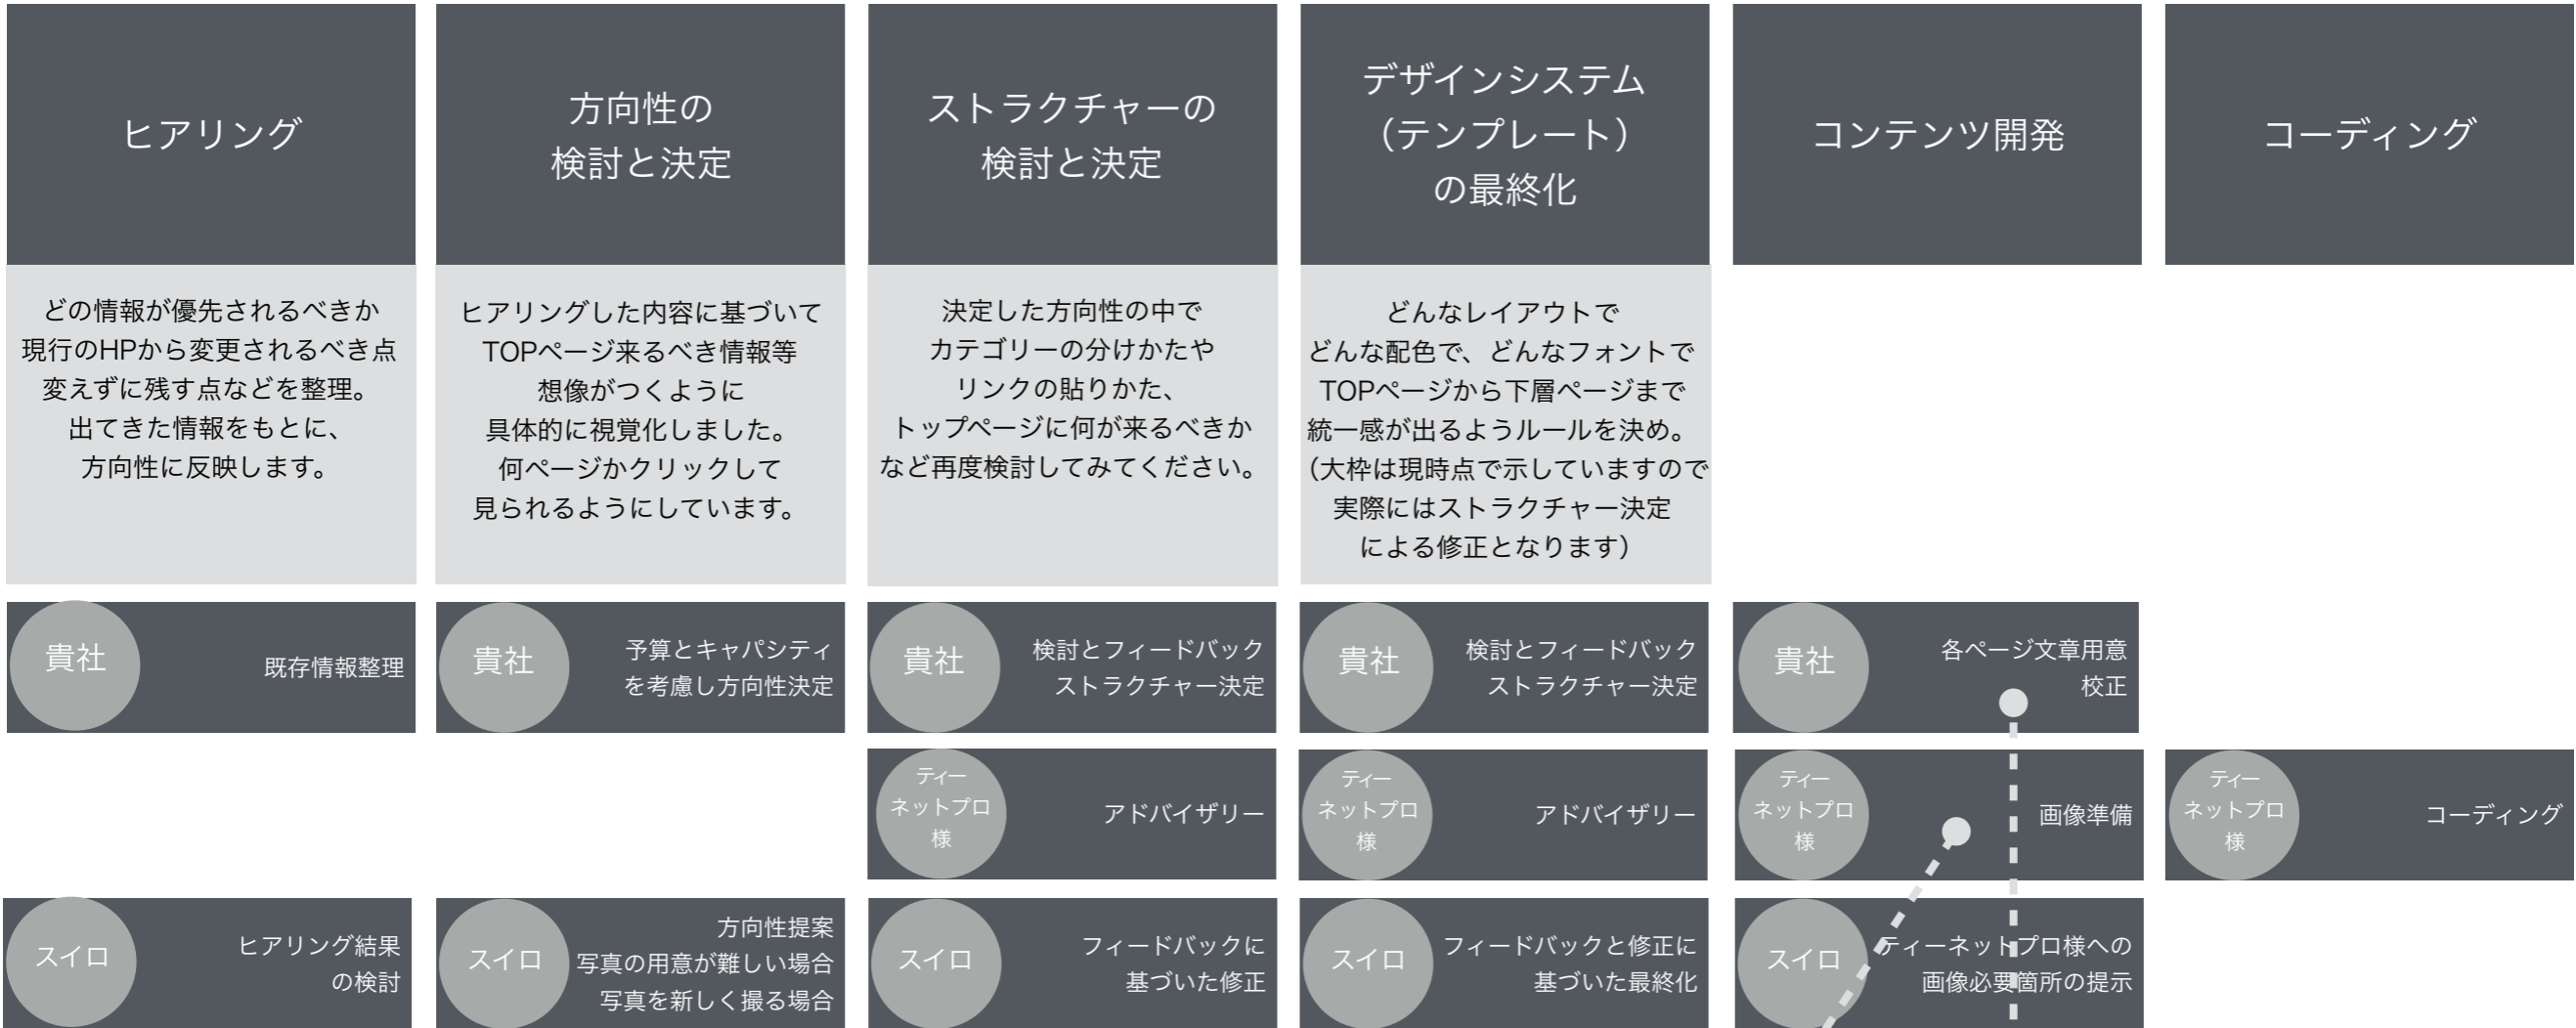 ヒアリング
方向性の
検討と決定
ストラクチャーの
検討と決定
デザインシステム
（テンプレート）
の最終化
コンテンツ開発
コーディング
どの情報が優先されるべきか
現行のHPから変更されるべき点
変えずに残す点などを整理。
出てきた情報をもとに、
方向性に反映します。
ヒアリングした内容に基づいて
TOPページ来るべき情報等
想像がつくように
具体的に視覚化しました。
何ページかクリックして
見られるようにしています。
決定した方向性の中で
カテゴリーの分けかたや
リンクの貼りかた、
トップページに何が来るべきか
など再度検討してみてください。
どんなレイアウトで
どんな配色で、どんなフォントで
TOPページから下層ページまで
統一感が出るようルールを決め。
（大枠は現時点で示していますので
実際にはストラクチャー決定
による修正となります）
貴社
既存情報整理
貴社
予算とキャパシティ
を考慮し方向性決定
貴社
検討とフィードバック
ストラクチャー決定
貴社
検討とフィードバック
ストラクチャー決定
貴社
各ページ文章用意
校正
ティー
ネットプロ
様
アドバイザリー
ティー
ネットプロ
様
アドバイザリー
ティー
ネットプロ
様
画像準備
ティー
ネットプロ
様
コーディング
スイロ
ヒアリング結果
の検討
スイロ
方向性提案
写真の用意が難しい場合
写真を新しく撮る場合
スイロ
フィードバックに
基づいた修正
スイロ
フィードバックと修正に
基づいた最終化
スイロ
ティーネットプロ様への
画像必要箇所の提示